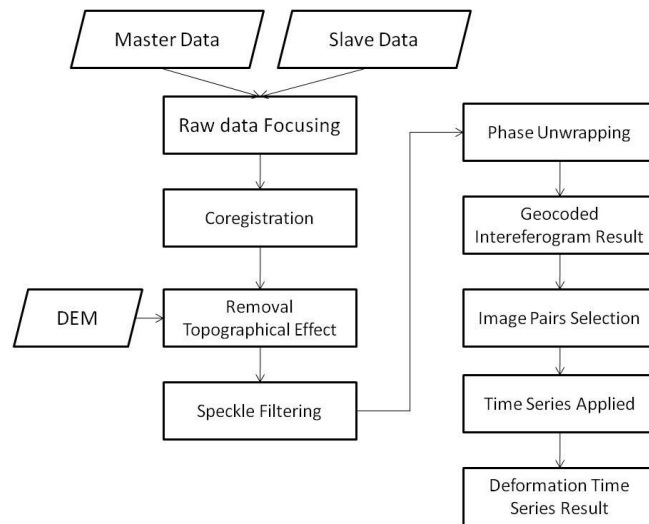 Master Data
Slave Data
Raw data Focusing
Coregistration
DEM
Removal
Topographical Effect
Speckle Filtering
Phase Unwrapping
Geocoded
Intereferogram Result
Image Pairs Selection
Time Series Applied
Deformation Time
Series Result